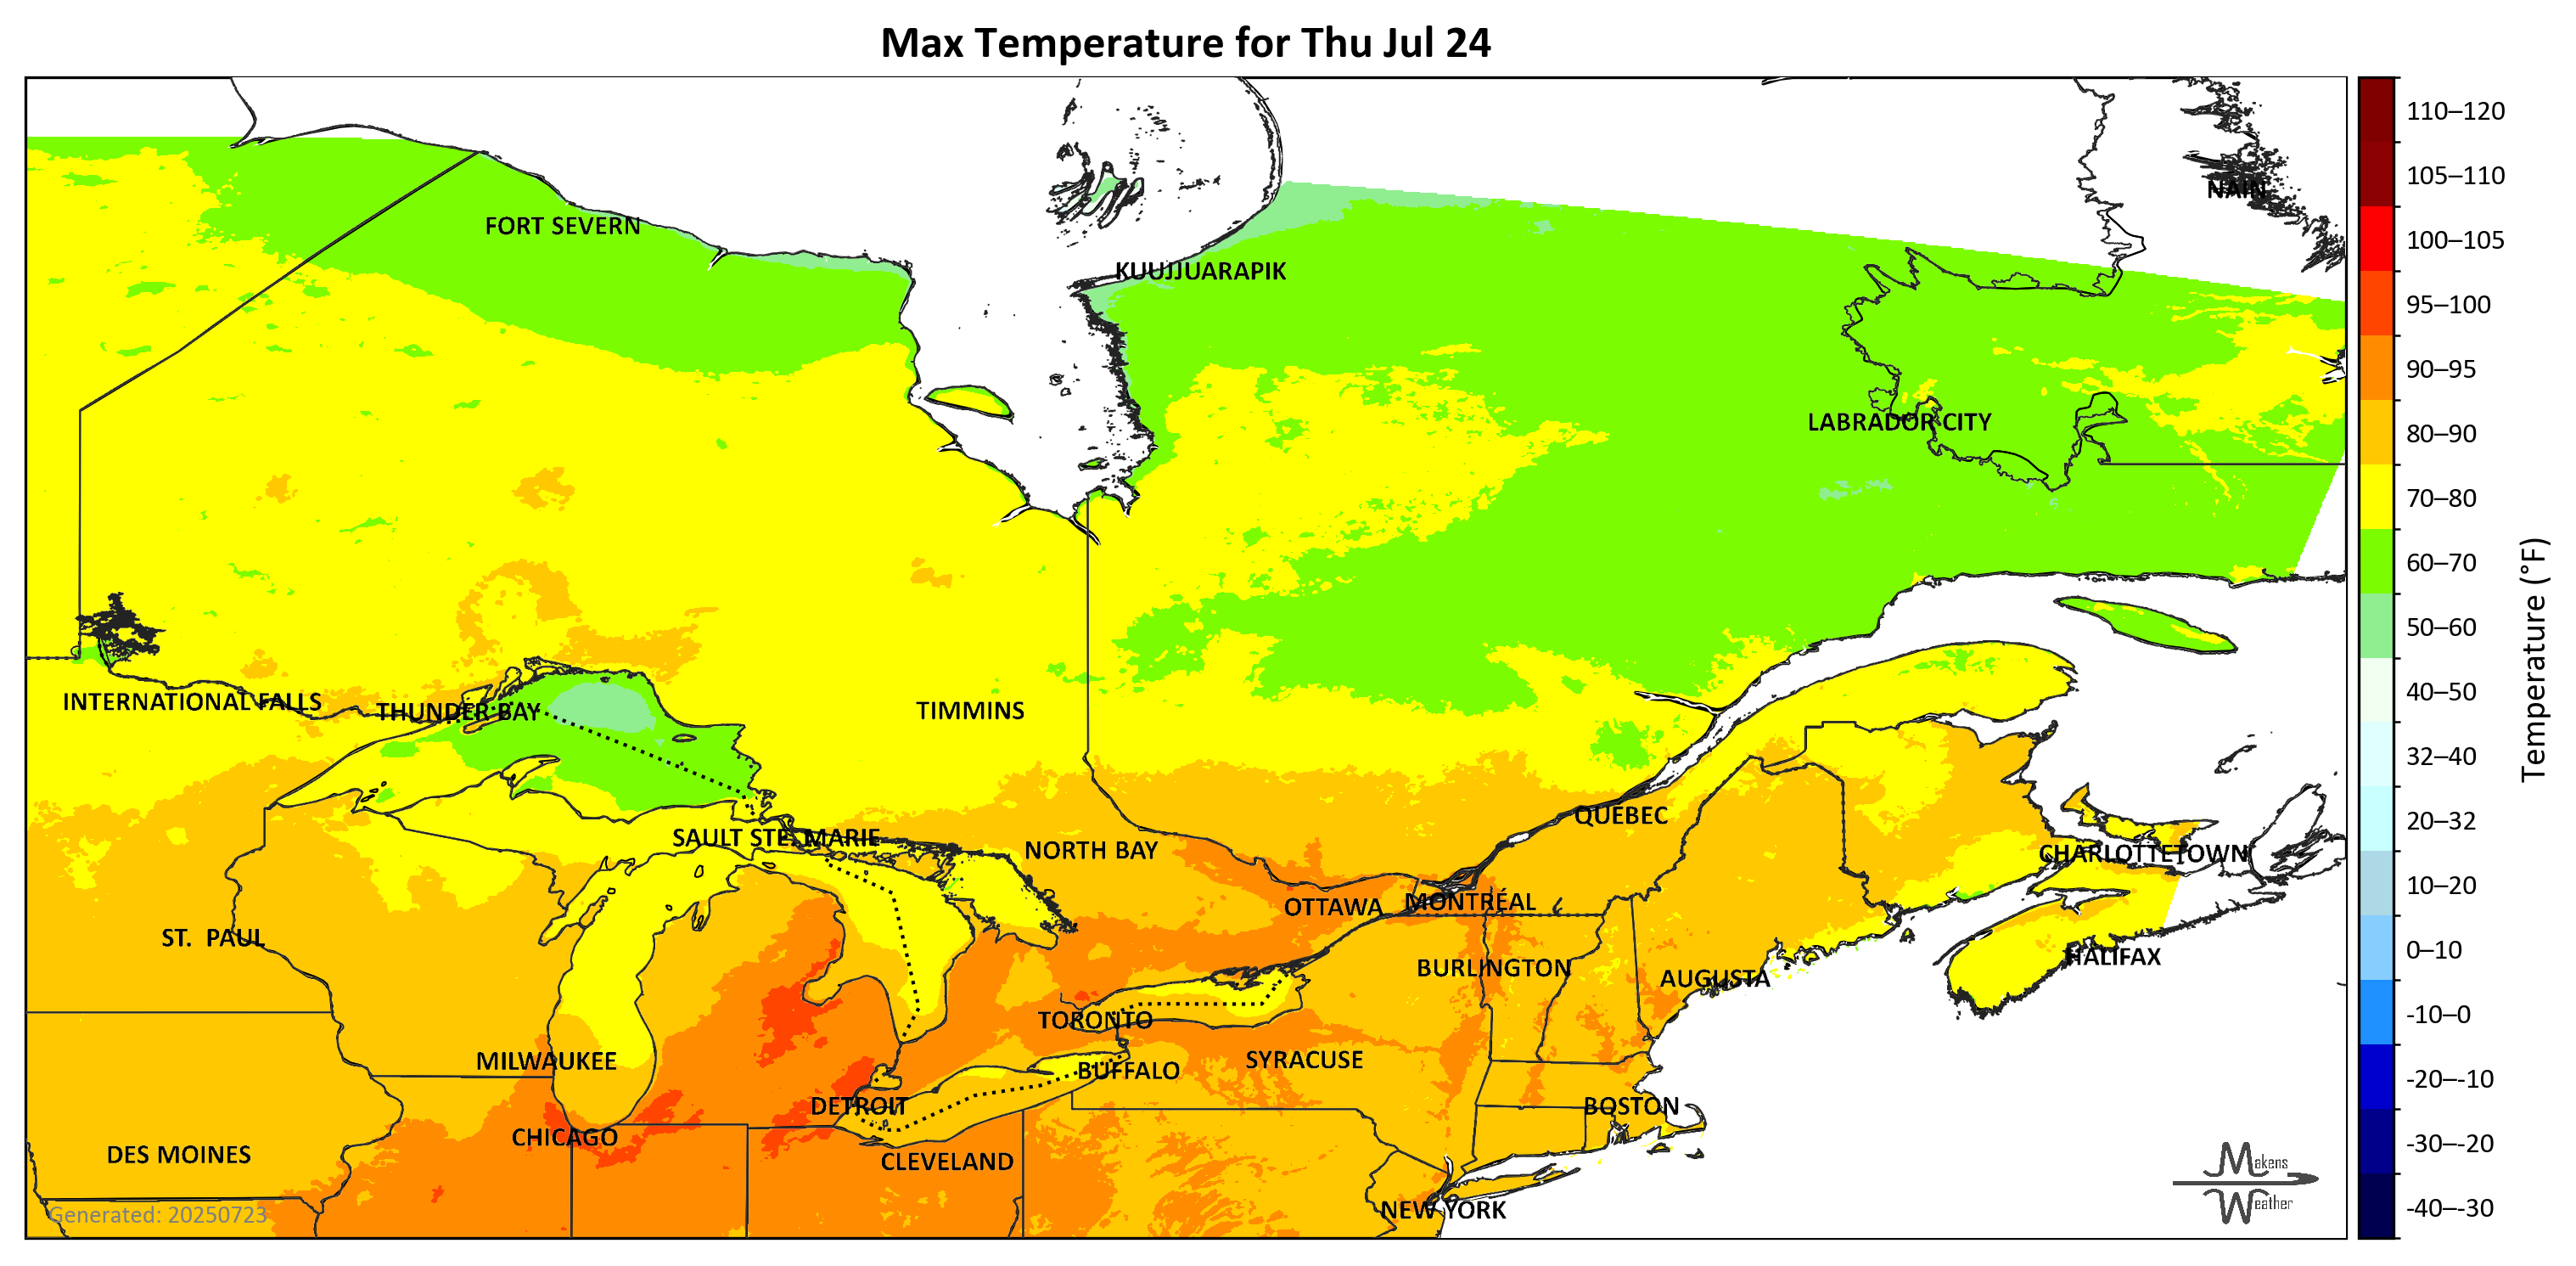 Max Temperature for Thu Jul 24
FORT SEVERN
KUUJJUARAPIK
NAIN
LABRADOR CITY
INTERNATIONAL FALLS
THUNDER BAY
TIMMINS
SAULT STE. MARIE
NORTH BAY
QUÉBEC
CHARLOTTETOWN
ST. PAUL
OTTAWA
MONTRÉAL
BURLINGTON
AUGUSTA
HALIFAX
TORONTO
MILWAUKEE
BUFFALO
SYRACUSE
DETROIT
BOSTON
CHICAGO
DES MOINES
CLEVELAND
NEW YORK
Generated: 20250723
Makens
Weather
110–120
105–110
100–105
95–100
90–95
80–90
70–80
60–70
50–60
40–50
32–40
20–32
10–20
0–10
-10–0
-20–-10
-30–-20
-40–-30
Temperature (°F)